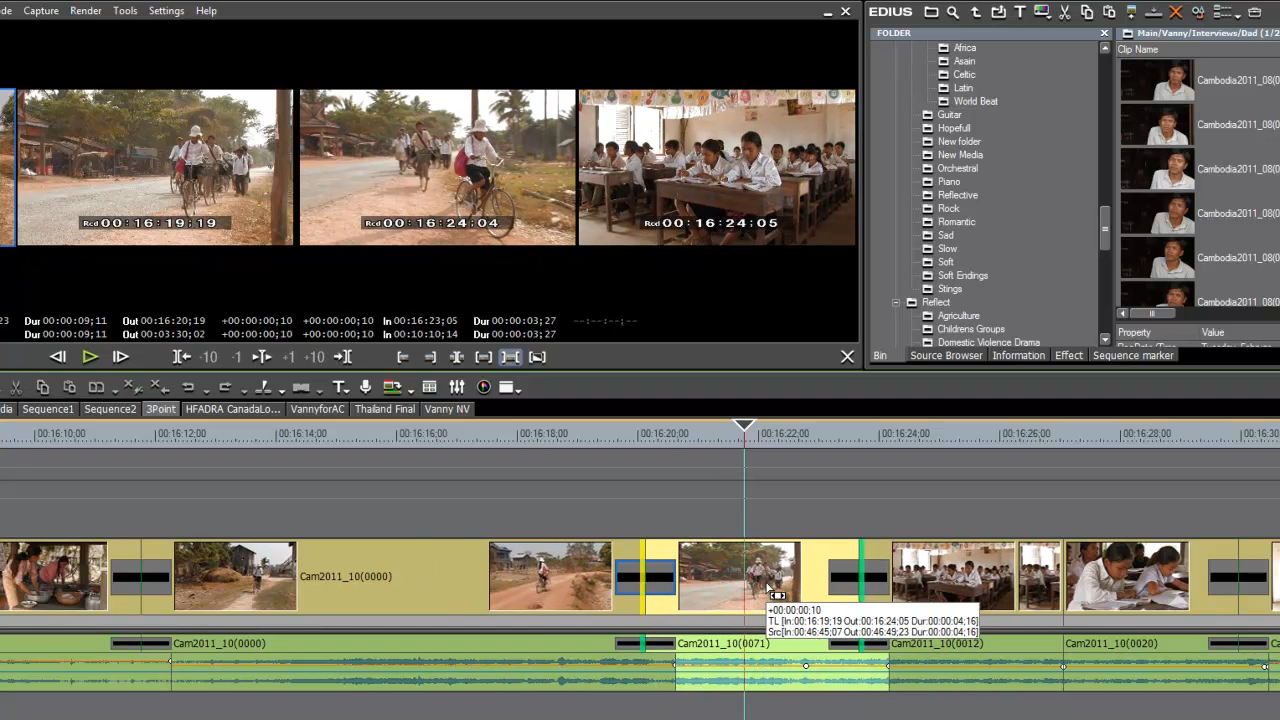 de Capture Render Tools Settings Help
EDIUS
FOLDER
Main/Vanny/Interviews/Dad (1/2
Clip Name
Africa
Asain
Celtic
Latin
World Beat
Guitar
Hopefull
New folder
New Media
Orchestral
Piano
Reflective
Rock
Romantic
Sad
Slow
Soft
Soft Endings
Stings
Reflect
Agriculture
Childrens Groups
Domestic Violence Drama
Cambodia2011_08(0
Cambodia2011_08(0
Cambodia2011_08(0
Cambodia2011_08(0
Cambodia2011_08(0
Cambodia2011_08(0
Property Value
Bin Source Browner Information Effect Sequence marker
Rcd 00:16:19;19
Rcd 00:16:24;04
Rcd 00:16:24;05
23 Dur 00:00:09;11 Out 00:16:20;19 +00:00:00;10 In 00:16:23;05 Dur 00:00:03;27 --:--:--;--
Dur 00:00:09;11 Out 00:03:30;02 +00:00:00;10 In 00:10:10;14 Dur 00:00:03;27
-10 -1 +1 +10
dia Sequence1 Sequence2 3Point HFADRA CanadaLo... VannyforAC Thailand Final Vanny NV
00:16:10;00 00:16:12;00 00:16:14;00 00:16:16;00 00:16:18;00 00:16:20;00 00:16:22;00 00:16:24;00 00:16:26;00 00:16:28;00 00:16:30
Cam2011_10(0000)
+00:00:00;10
TL [In:00:16:19;19 Out:00:16:24;05 Dur:00:00:04;16]
Src[In:00:46:45;07 Out:00:46:49;23 Dur:00:00:04;16]
Cam2011_10(0000) Cam2011_10(0071) Cam2011_10(0012) Cam2011_10(0020) Ca